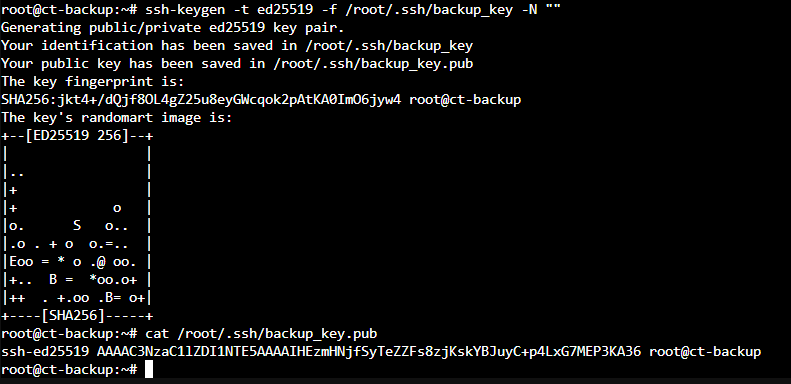 root@ct-backup:~# ssh-keygen -t ed25519 -f /root/.ssh/backup_key -N ""
Generating public/private ed25519 key pair.
Your identification has been saved in /root/.ssh/backup_key
Your public key has been saved in /root/.ssh/backup_key.pub
The key fingerprint is:
SHA256:jkt4+/dQjf8OL4gZ25u8eyGWcqok2pAtKA0ImO6jyw4 root@ct-backup
The key's randomart image is:
+--[ED25519 256]--+
|                 |
|..               |
|+                |
|+            o   |
|o.      S   o..  |
|.o . + o  o.=..  |
|Eoo = * o .@ oo. |
|+..  B =  *oo.o+ |
|++  . +.oo .B= o+|
+----[SHA256]-----+
root@ct-backup:~# cat /root/.ssh/backup_key.pub
ssh-ed25519 AAAAC3NzaC1lZDI1NTE5AAAAIHEzmHNjfSyTeZZFs8zjKskYBJuyC+p4LxG7MEP3KA36 root@ct-backup
root@ct-backup:~#